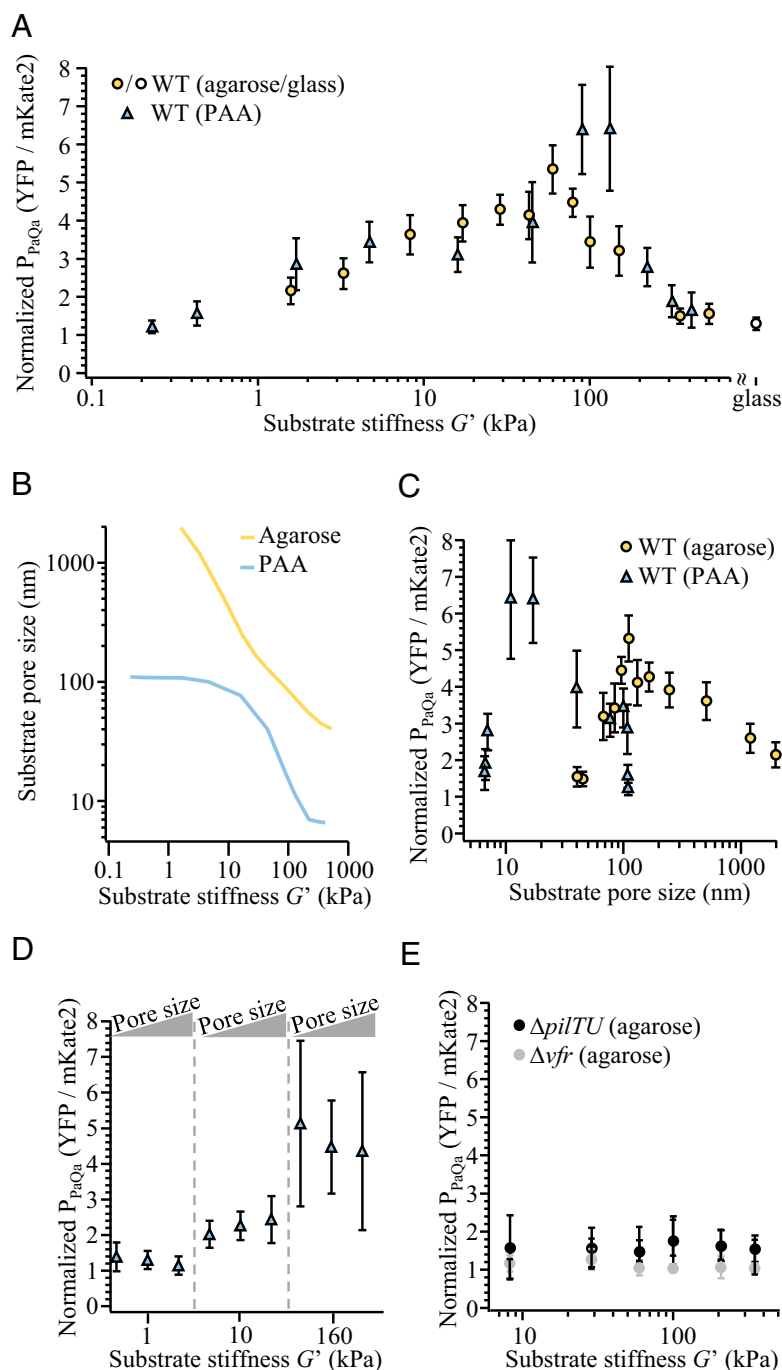 A
8
7
6
5
4
3
2
1
0
Normalized P_PaQa (YFP / mKate2)
/ WT (agarose/glass)
WT (PAA)
0.1 1 10 100 glass
≈
Substrate stiffness G’ (kPa)
B
1000
100
10
Substrate pore size (nm)
Agarose
PAA
0.1 1 10 100 1000
Substrate stiffness G’ (kPa)
C
8
7
6
5
4
3
2
1
0
Normalized P_PaQa (YFP / mKate2)
WT (agarose)
WT (PAA)
10 100 1000
Substrate pore size (nm)
D
Pore size Pore size Pore size
8
7
6
5
4
3
2
1
0
Normalized P_PaQa (YFP / mKate2)
1 10 160
Substrate stiffness G’ (kPa)
E
8
7
6
5
4
3
2
1
0
Normalized P_PaQa (YFP / mKate2)
ΔpilTU (agarose)
Δvfr (agarose)
10 100
Substrate stiffness G’ (kPa)